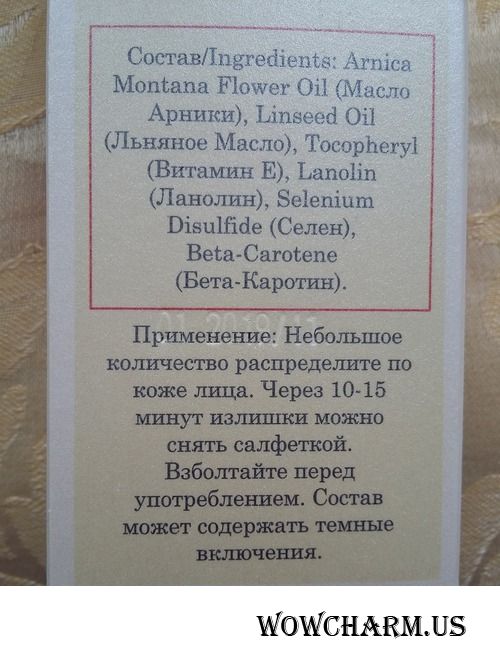 Состав/Ingredients: Arnica
Montana Flower Oil (Масло
Арники), Linseed Oil
(Льняное Масло), Tocopheryl
(Витамин Е), Lanolin
(Ланолин), Selenium
Disulfide (Селен),
Beta-Carotene
(Бета-Каротин).
Применение: Небольшое
количество распределите по
коже лица. Через 10-15
минут излишки можно
снять салфеткой.
Взболтайте перед
употреблением. Состав
может содержать темные
включения.
WOWCHARM.US